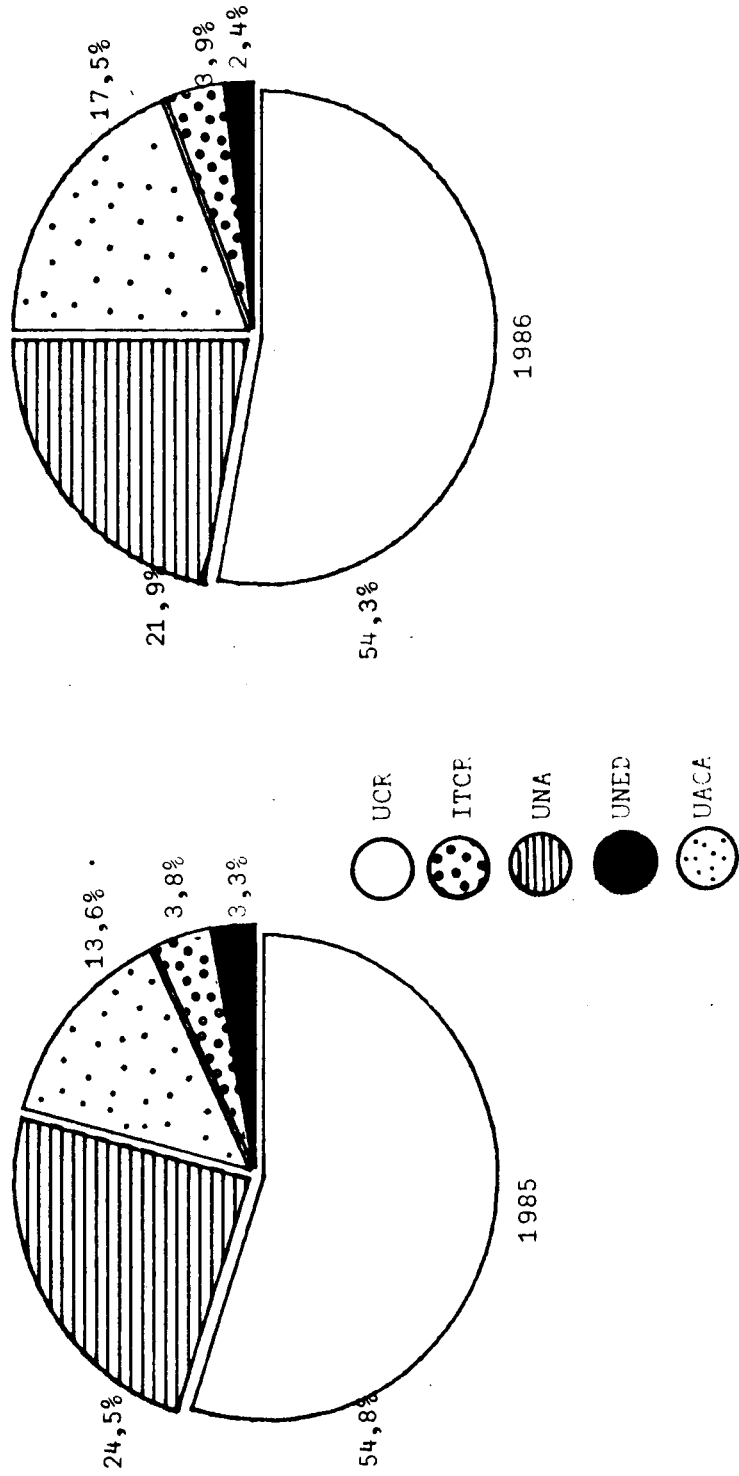 24,5%
13,6%
3,8%
3,3%
54,8%
1985
21,9%
17,5%
3,9%
2,4%
54,3%
1986
UCR
ITCR
UNA
UNED
UACA